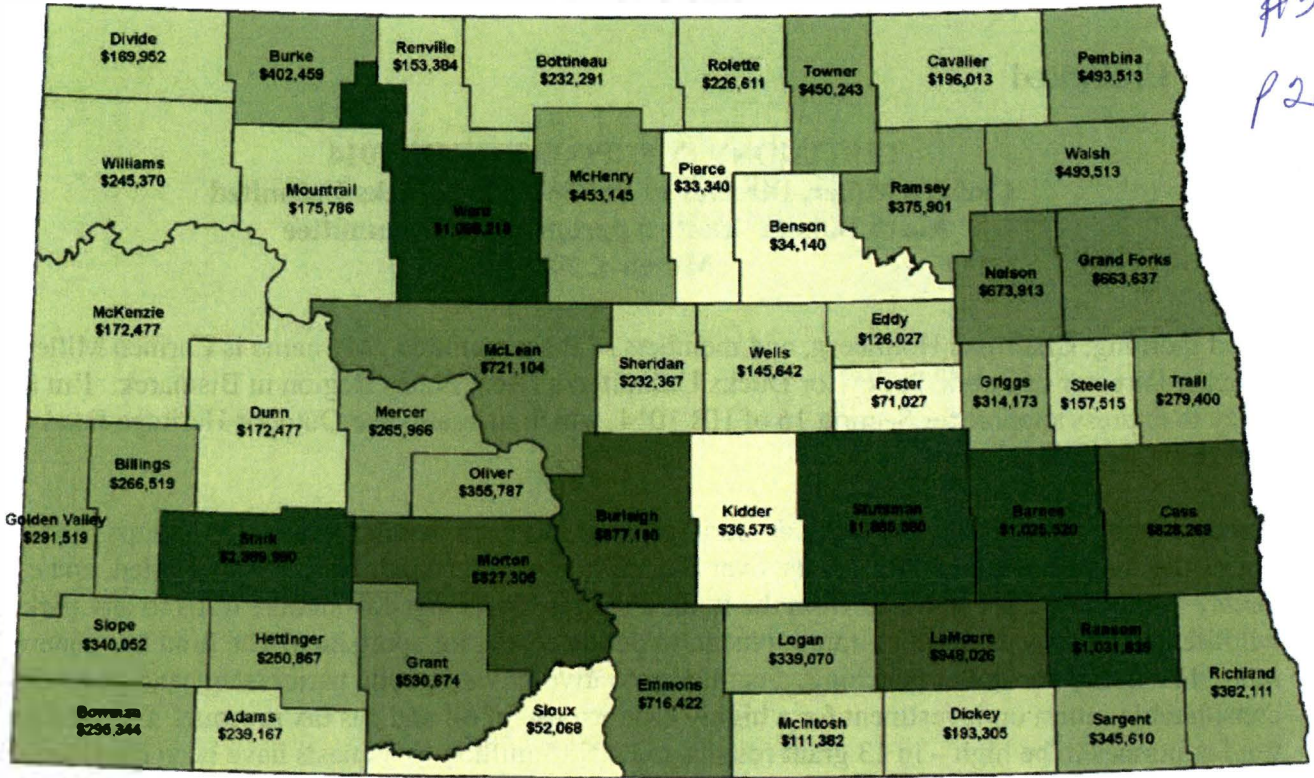 P2
Divide
$169,952
Burke
$402,459
Renville
$153,384
Bottineau
$232,291
Rolette
$226,611
Towner
$450,243
Cavalier
$196,013
Pembina
$493,513
Williams
$245,370
Mountrail
$175,786
Ward
McHenry
$453,145
Pierce
$33,340
Benson
$34,140
Ramsey
$375,901
Walsh
$493,513
Nelson
$673,913
Grand Forks
$663,637
McKenzie
$172,477
McLean
$721,104
Sheridan
$232,367
Wells
$145,642
Eddy
$126,027
Foster
$71,027
Griggs
$314,173
Steele
$157,515
Traill
$279,400
Dunn
$172,477
Mercer
$265,966
Oliver
$355,787
Billings
$266,519
Golden Valley
$291,519
Stark
Morton
$827,306
Burleigh
Kidder
$36,575
Stutsman
Barnes
Cass
$828,269
Slope
$340,052
Hettinger
$250,867
Grant
$530,674
Sioux
$52,068
Emmons
$716,422
Logan
$339,070
LaMoure
$948,026
Ransom
Richland
$382,111
Bowman
Adams
$239,167
McIntosh
$111,382
Dickey
$193,305
Sargent
$345,610